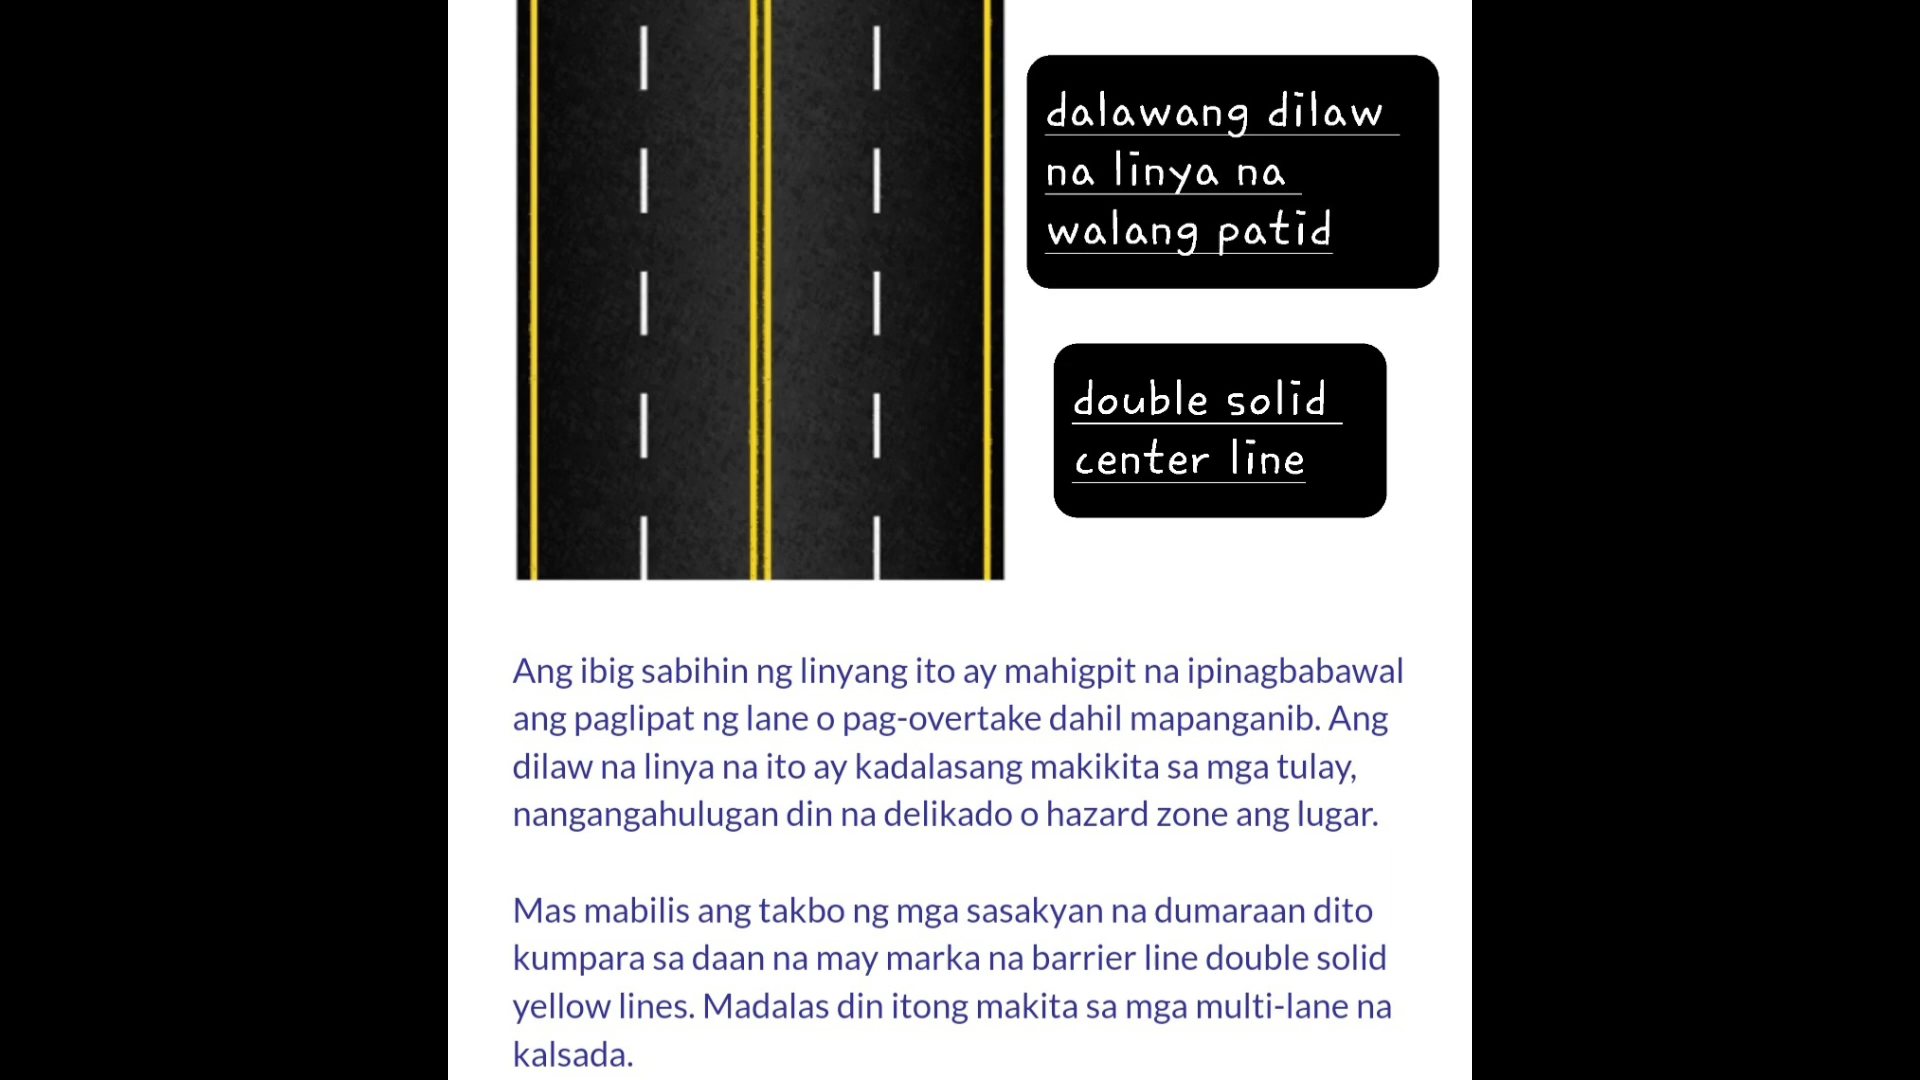 dalawang dilaw
na linya na
walang patid
double solid
center line
Ang ibig sabihin ng linyang ito ay mahigpit na ipinagbabawal
ang paglipat ng lane o pag-overtake dahil mapanganib. Ang
dilaw na linya na ito ay kadalasang makikita sa mga tulay,
nangangahulugan din na delikado o hazard zone ang lugar.
Mas mabilis ang takbo ng mga sasakyan na dumaraan dito
kumpara sa daan na may marka na barrier line double solid
yellow lines. Madalas din itong makita sa mga multi-lane na
kalsada.